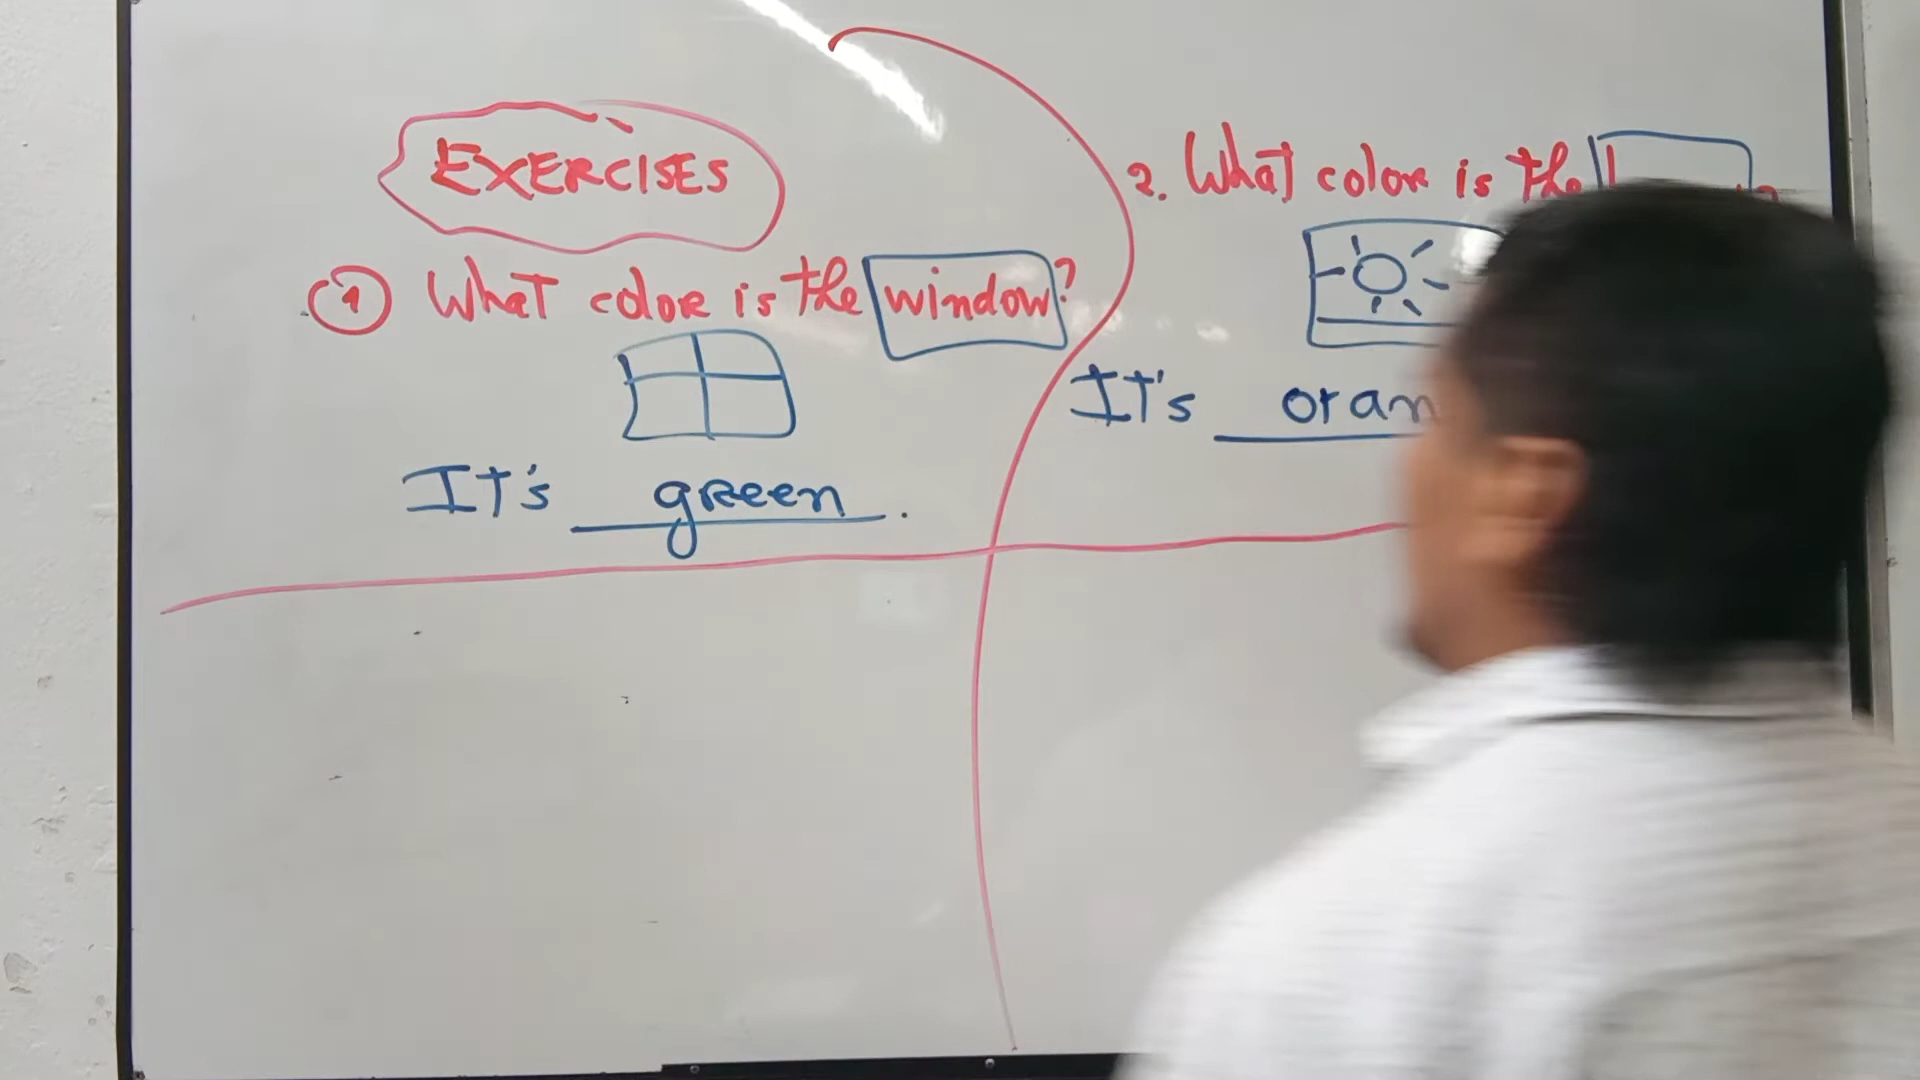 EXERCISES
1 What color is the window?
It's green.
2. What color is the
It's